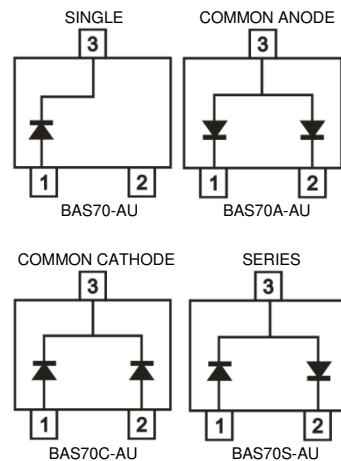 SINGLE
3
1
2
BAS70-AU
COMMON ANODE
3
1
2
BAS70A-AU
COMMON CATHODE
3
1
2
BAS70C-AU
SERIES
3
1
2
BAS70S-AU